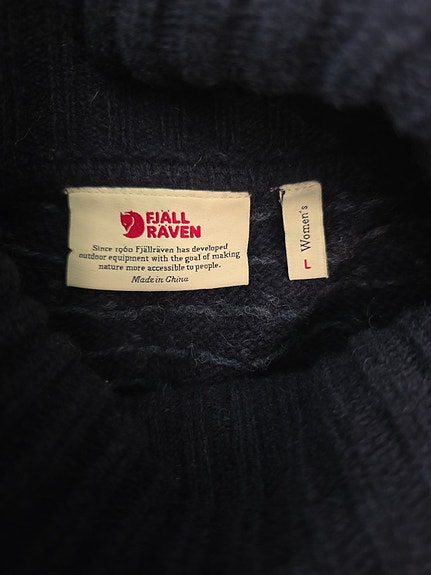 FJÄLL
RÄVEN
Since 1960 Fjällräven has developed
outdoor equipment with the goal of making
nature more accessible to people.
Made in China
Women's
L